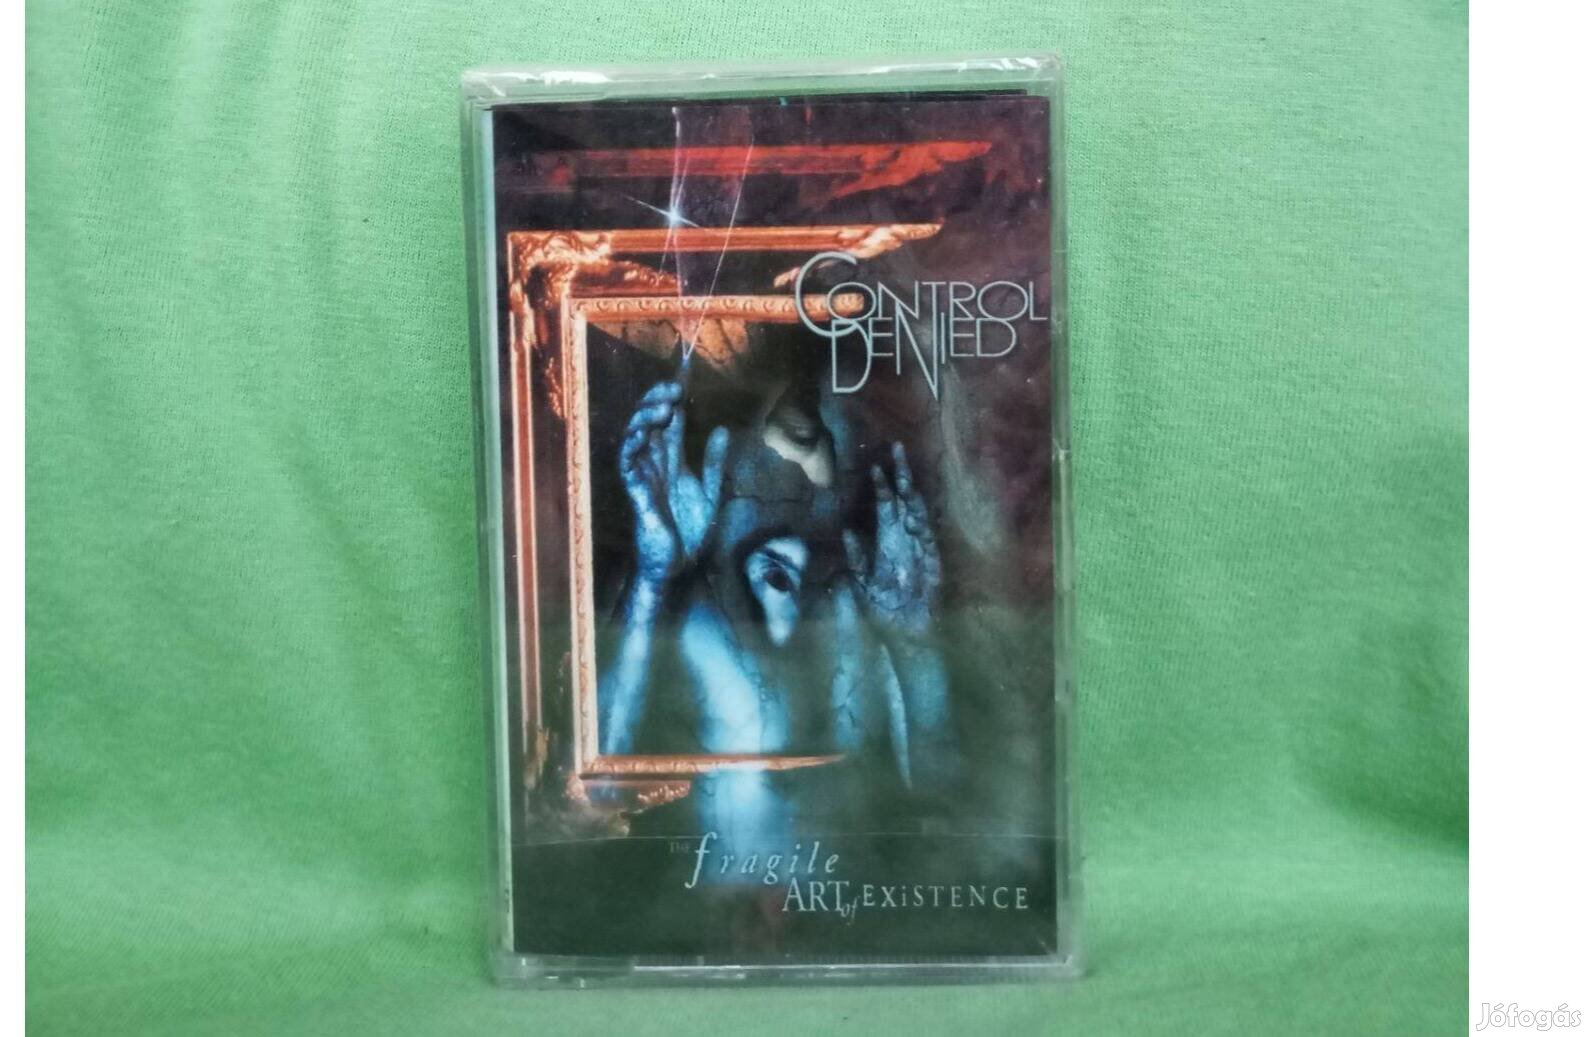 CONTROL
DENIED
THE fragile
ART of EXiSTENCE
Jófogás